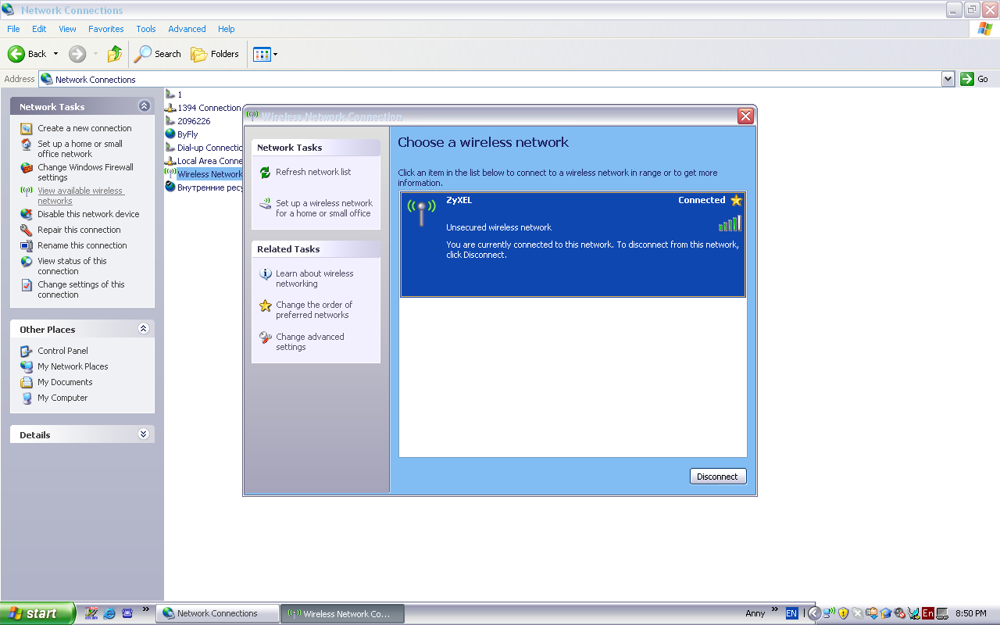 Network Connections
File Edit View Favorites Tools Advanced Help
Back Search Folders
Address Network Connections Go
Network Tasks
Create a new connection
Set up a home or small
office network
Change Windows Firewall
settings
View available wireless
networks
Disable this network device
Repair this connection
Rename this connection
View status of this
connection
Change settings of this
connection
Other Places
Control Panel
My Network Places
My Documents
My Computer
Details
1
1394 Connection
2096226
ByFly
Dial-up Connectic
Local Area Conne
Wireless Network
Внутренние ресу
Wireless Network Connection
Network Tasks
Refresh network list
Set up a wireless network
for a home or small office
Related Tasks
Learn about wireless
networking
Change the order of
preferred networks
Change advanced
settings
Choose a wireless network
Click an item in the list below to connect to a wireless network in range or to get more
information.
ZyXEL Connected
Unsecured wireless network
You are currently connected to this network. To disconnect from this network,
click Disconnect.
Disconnect
start Network Connections Wireless Network Co... Anny EN En 8:50 PM